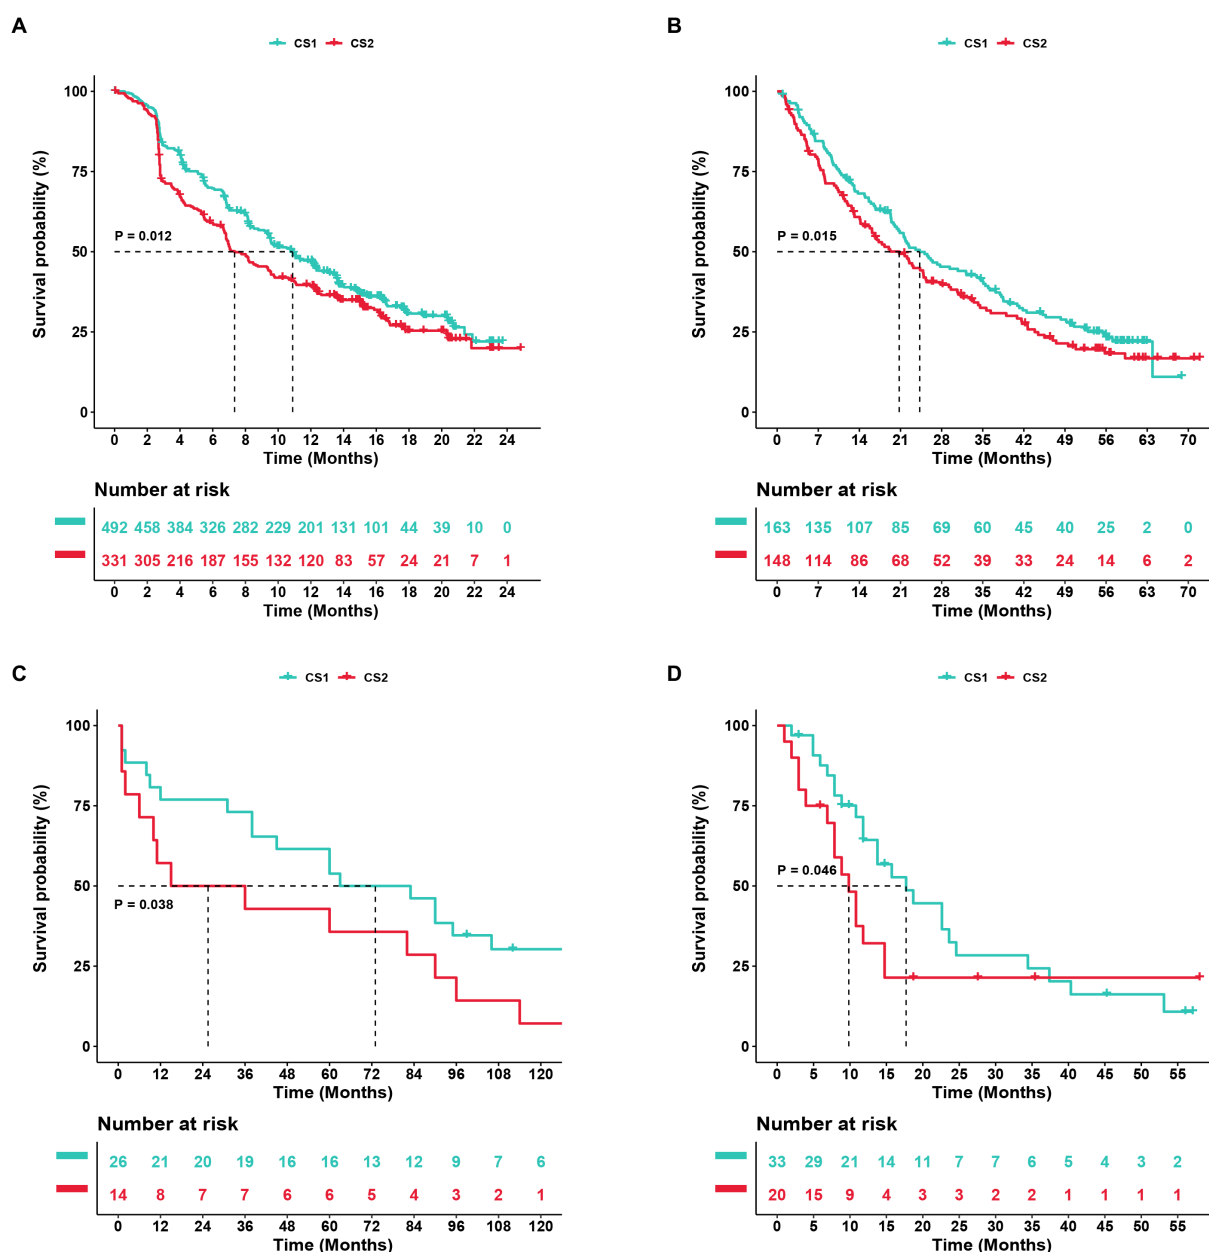 A
CS1 CS2
Survival probability (%)
100
75
50
25
0
P = 0.012
0 2 4 6 8 10 12 14 16 18 20 22 24
Time (Months)
Number at risk
492 458 384 326 282 229 201 131 101 44 39 10 0
331 305 216 187 155 132 120 83 57 24 21 7 1
0 2 4 6 8 10 12 14 16 18 20 22 24
Time (Months)
B
CS1 CS2
Survival probability (%)
100
75
50
25
0
P = 0.015
0 7 14 21 28 35 42 49 56 63 70
Time (Months)
Number at risk
163 135 107 85 69 60 45 40 25 2 0
148 114 86 68 52 39 33 24 14 6 2
0 7 14 21 28 35 42 49 56 63 70
Time (Months)
C
CS1 CS2
Survival probability (%)
100
75
50
25
0
P = 0.038
0 12 24 36 48 60 72 84 96 108 120
Time (Months)
Number at risk
26 21 20 19 16 16 13 12 9 7 6
14 8 7 7 6 6 5 4 3 2 1
0 12 24 36 48 60 72 84 96 108 120
Time (Months)
D
CS1 CS2
Survival probability (%)
100
75
50
25
0
P = 0.046
0 5 10 15 20 25 30 35 40 45 50 55
Time (Months)
Number at risk
33 29 21 14 11 7 7 6 5 4 3 2
20 15 9 4 3 3 2 2 1 1 1 1
0 5 10 15 20 25 30 35 40 45 50 55
Time (Months)